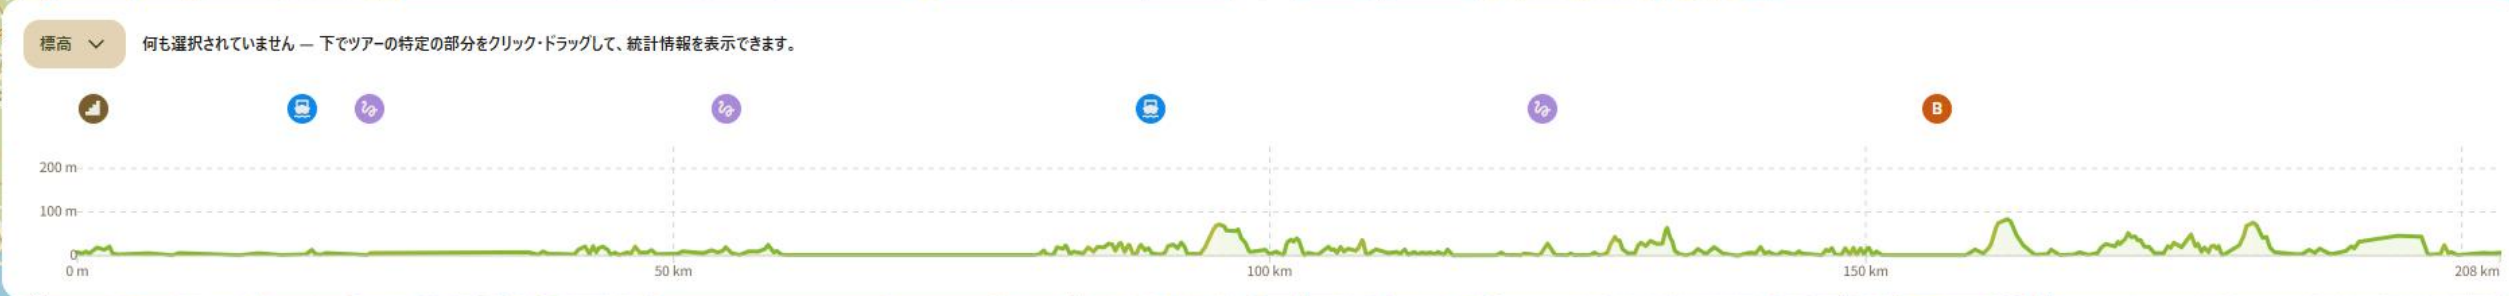 標高
何も選択されていません — 下でツアーの特定の部分をクリック・ドラッグして、統計情報を表示できます。
B
200 m
100 m
0
0 m 50 km 100 km 150 km 208 km